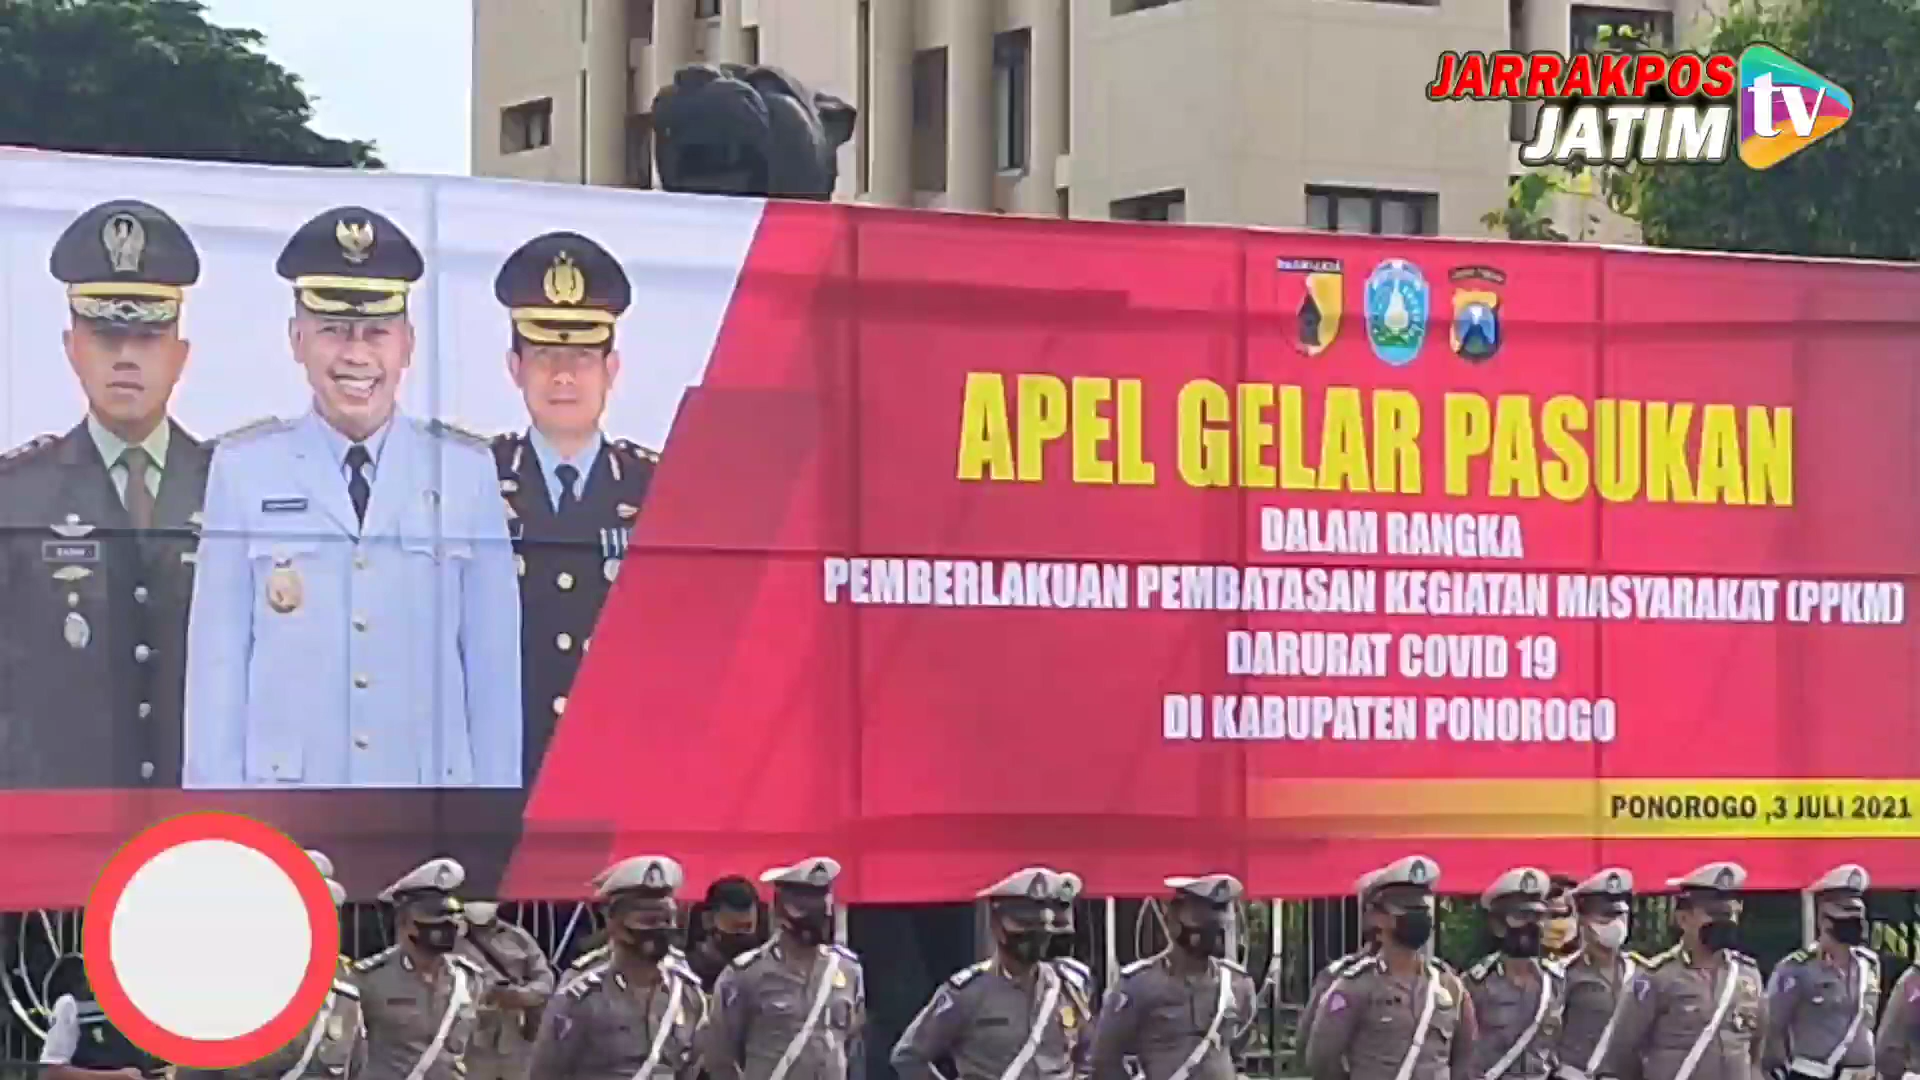 JARRAKPOS
JATIM tv
APEL GELAR PASUKAN
DALAM RANGKA
PEMBERLAKUAN PEMBATASAN KEGIATAN MASYARAKAT (PPKM)
DARURAT COVID 19
DI KABUPATEN PONOROGO
PONOROGO ,3 JULI 2021